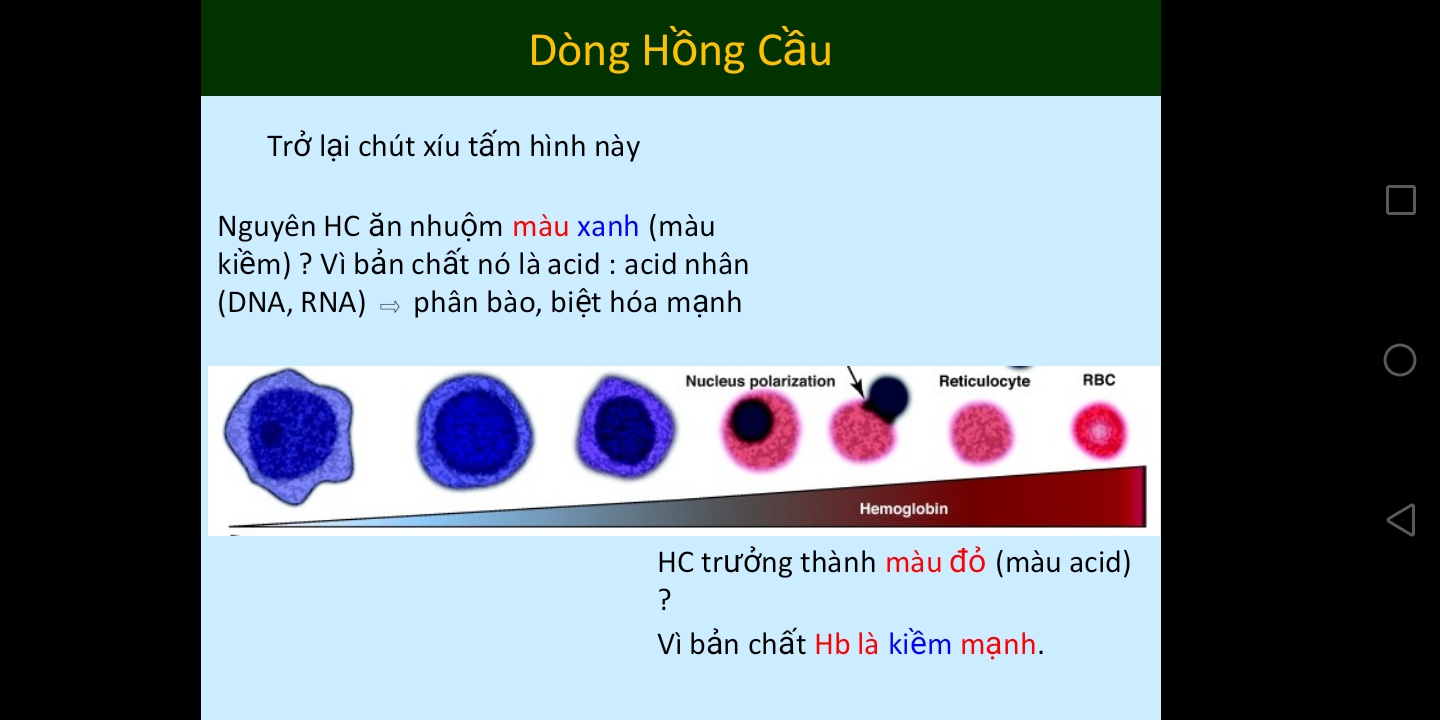 Dòng Hồng Cầu
Trở lại chút xíu tấm hình này
Nguyên HC ăn nhuộm màu xanh (màu
kiềm) ? Vì bản chất nó là acid : acid nhân
(DNA, RNA) ⇨ phân bào, biệt hóa mạnh
Nucleus polarization
Reticulocyte
RBC
Hemoglobin
HC trưởng thành màu đỏ (màu acid)
?
Vì bản chất Hb là kiềm mạnh.